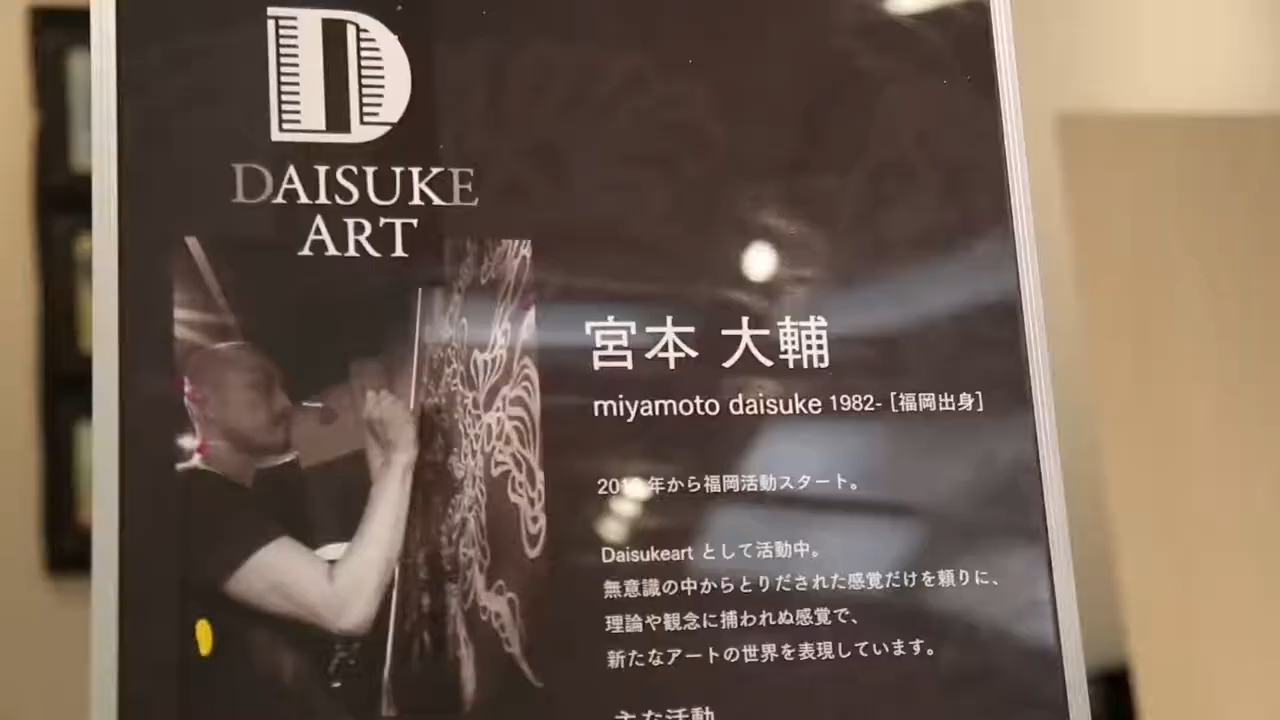 D
DAISUKE
ART
宮本 大輔
miyamoto daisuke 1982- [福岡出身]
年から福岡活動スタート。
Daisukeart として活動中。
無意識の中からとりだされた感覚だけを頼りに、
理論や観念に捕われぬ感覚で、
新たなアートの世界を表現しています。
主な活動